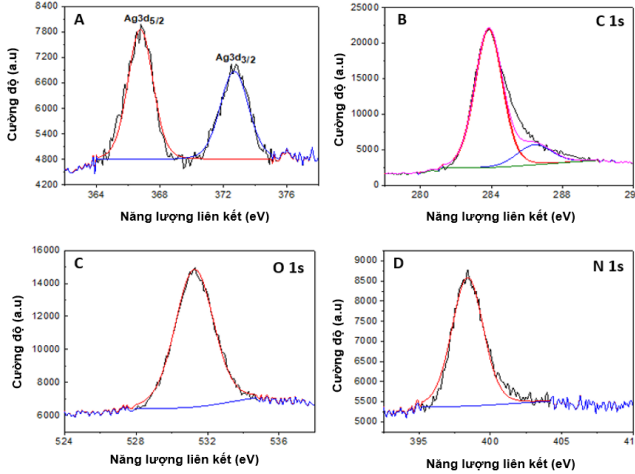 A
Ag3d5/2
Ag3d3/2
Cường độ (a.u)
8400
7800
7200
6600
6000
5400
4800
4200
364
368
372
376
Năng lượng liên kết (eV)
B
C 1s
Cường độ (a.u)
25000
20000
15000
10000
5000
0
280
284
288
29
Năng lượng liên kết (eV)
C
O 1s
Cường độ (a.u)
16000
14000
12000
10000
8000
6000
524
528
532
536
Năng lượng liên kết (eV)
D
N 1s
Cường độ (a.u)
9000
8500
8000
7500
7000
6500
6000
5500
5000
395
400
405
41
Năng lượng liên kết (eV)